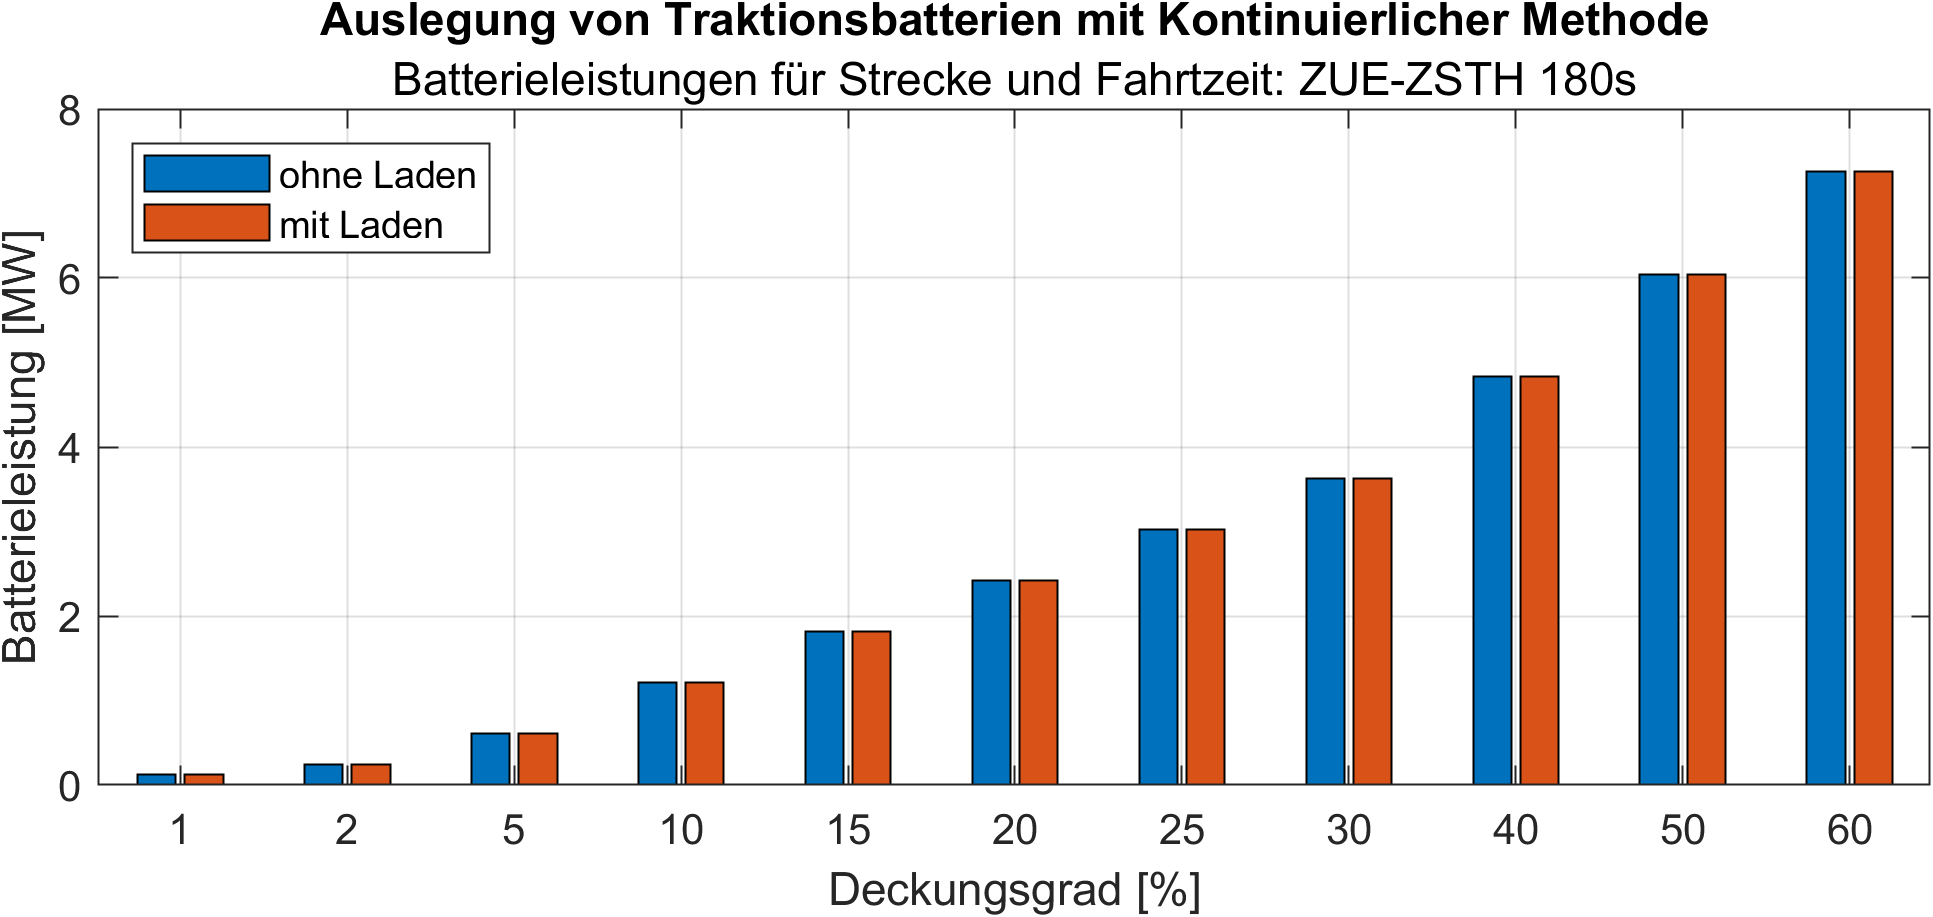 Auslegung von Traktionsbatterien mit Kontinuierlicher Methode
Batterieleistungen für Strecke und Fahrtzeit: ZUE-ZSTH 180s
8
6
4
2
0
Batterieleistung [MW]
ohne Laden
mit Laden
1 2 5 10 15 20 25 30 40 50 60
Deckungsgrad [%]